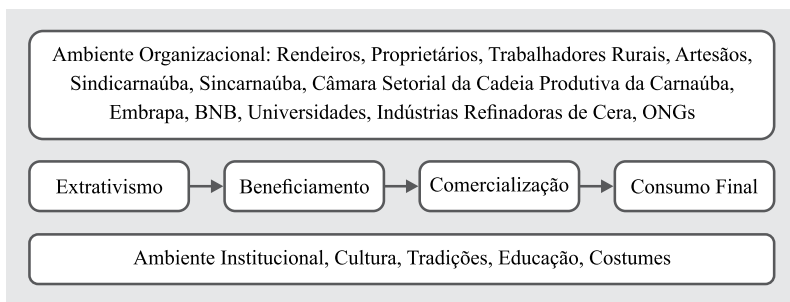 Ambiente Organizacional: Rendeiros, Proprietários, Trabalhadores Rurais, Artesãos,
Sindicarnaúba, Sincarnaúba, Câmara Setorial da Cadeia Produtiva da Carnaúba,
Embrapa, BNB, Universidades, Indústrias Refinadoras de Cera, ONGs
Extrativismo
Beneficiamento
Comercialização
Consumo Final
Ambiente Institucional, Cultura, Tradições, Educação, Costumes